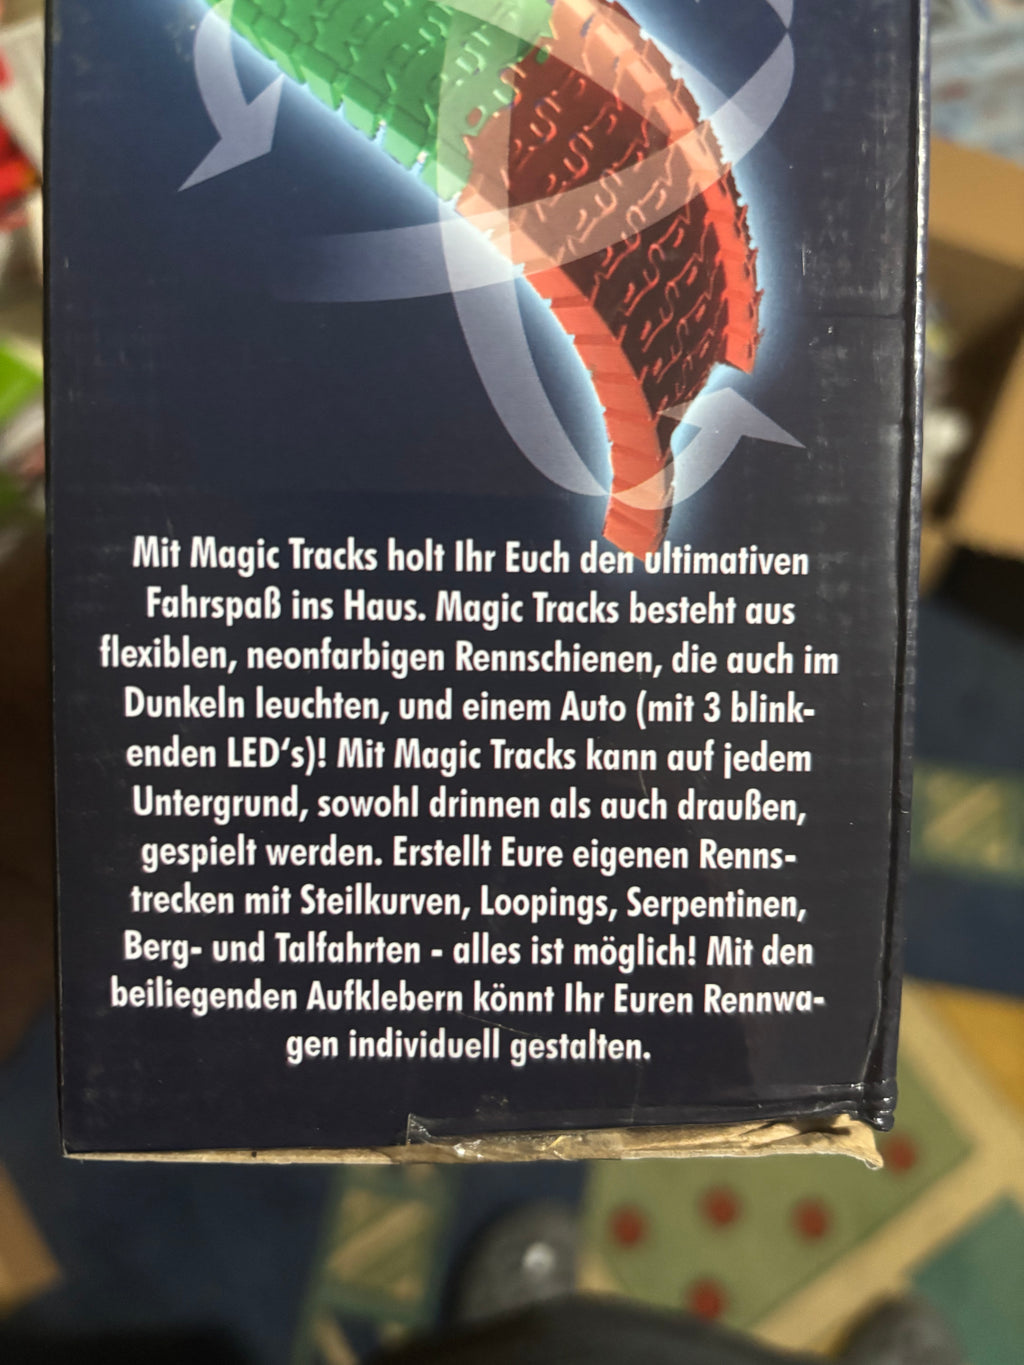 Mit Magic Tracks holt Ihr Euch den ultimativen
Fahrspaß ins Haus. Magic Tracks besteht aus
flexiblen, neonfarbigen Rennschienen, die auch im
Dunkeln leuchten, und einem Auto (mit 3 blink-
enden LED‘s)! Mit Magic Tracks kann auf jedem
Untergrund, sowohl drinnen als auch draußen,
gespielt werden. Erstellt Eure eigenen Renns-
trecken mit Steilkurven, Loopings, Serpentinen,
Berg- und Talfahrten - alles ist möglich! Mit den
beiliegenden Aufklebern könnt Ihr Euren Rennwa-
gen individuell gestalten.